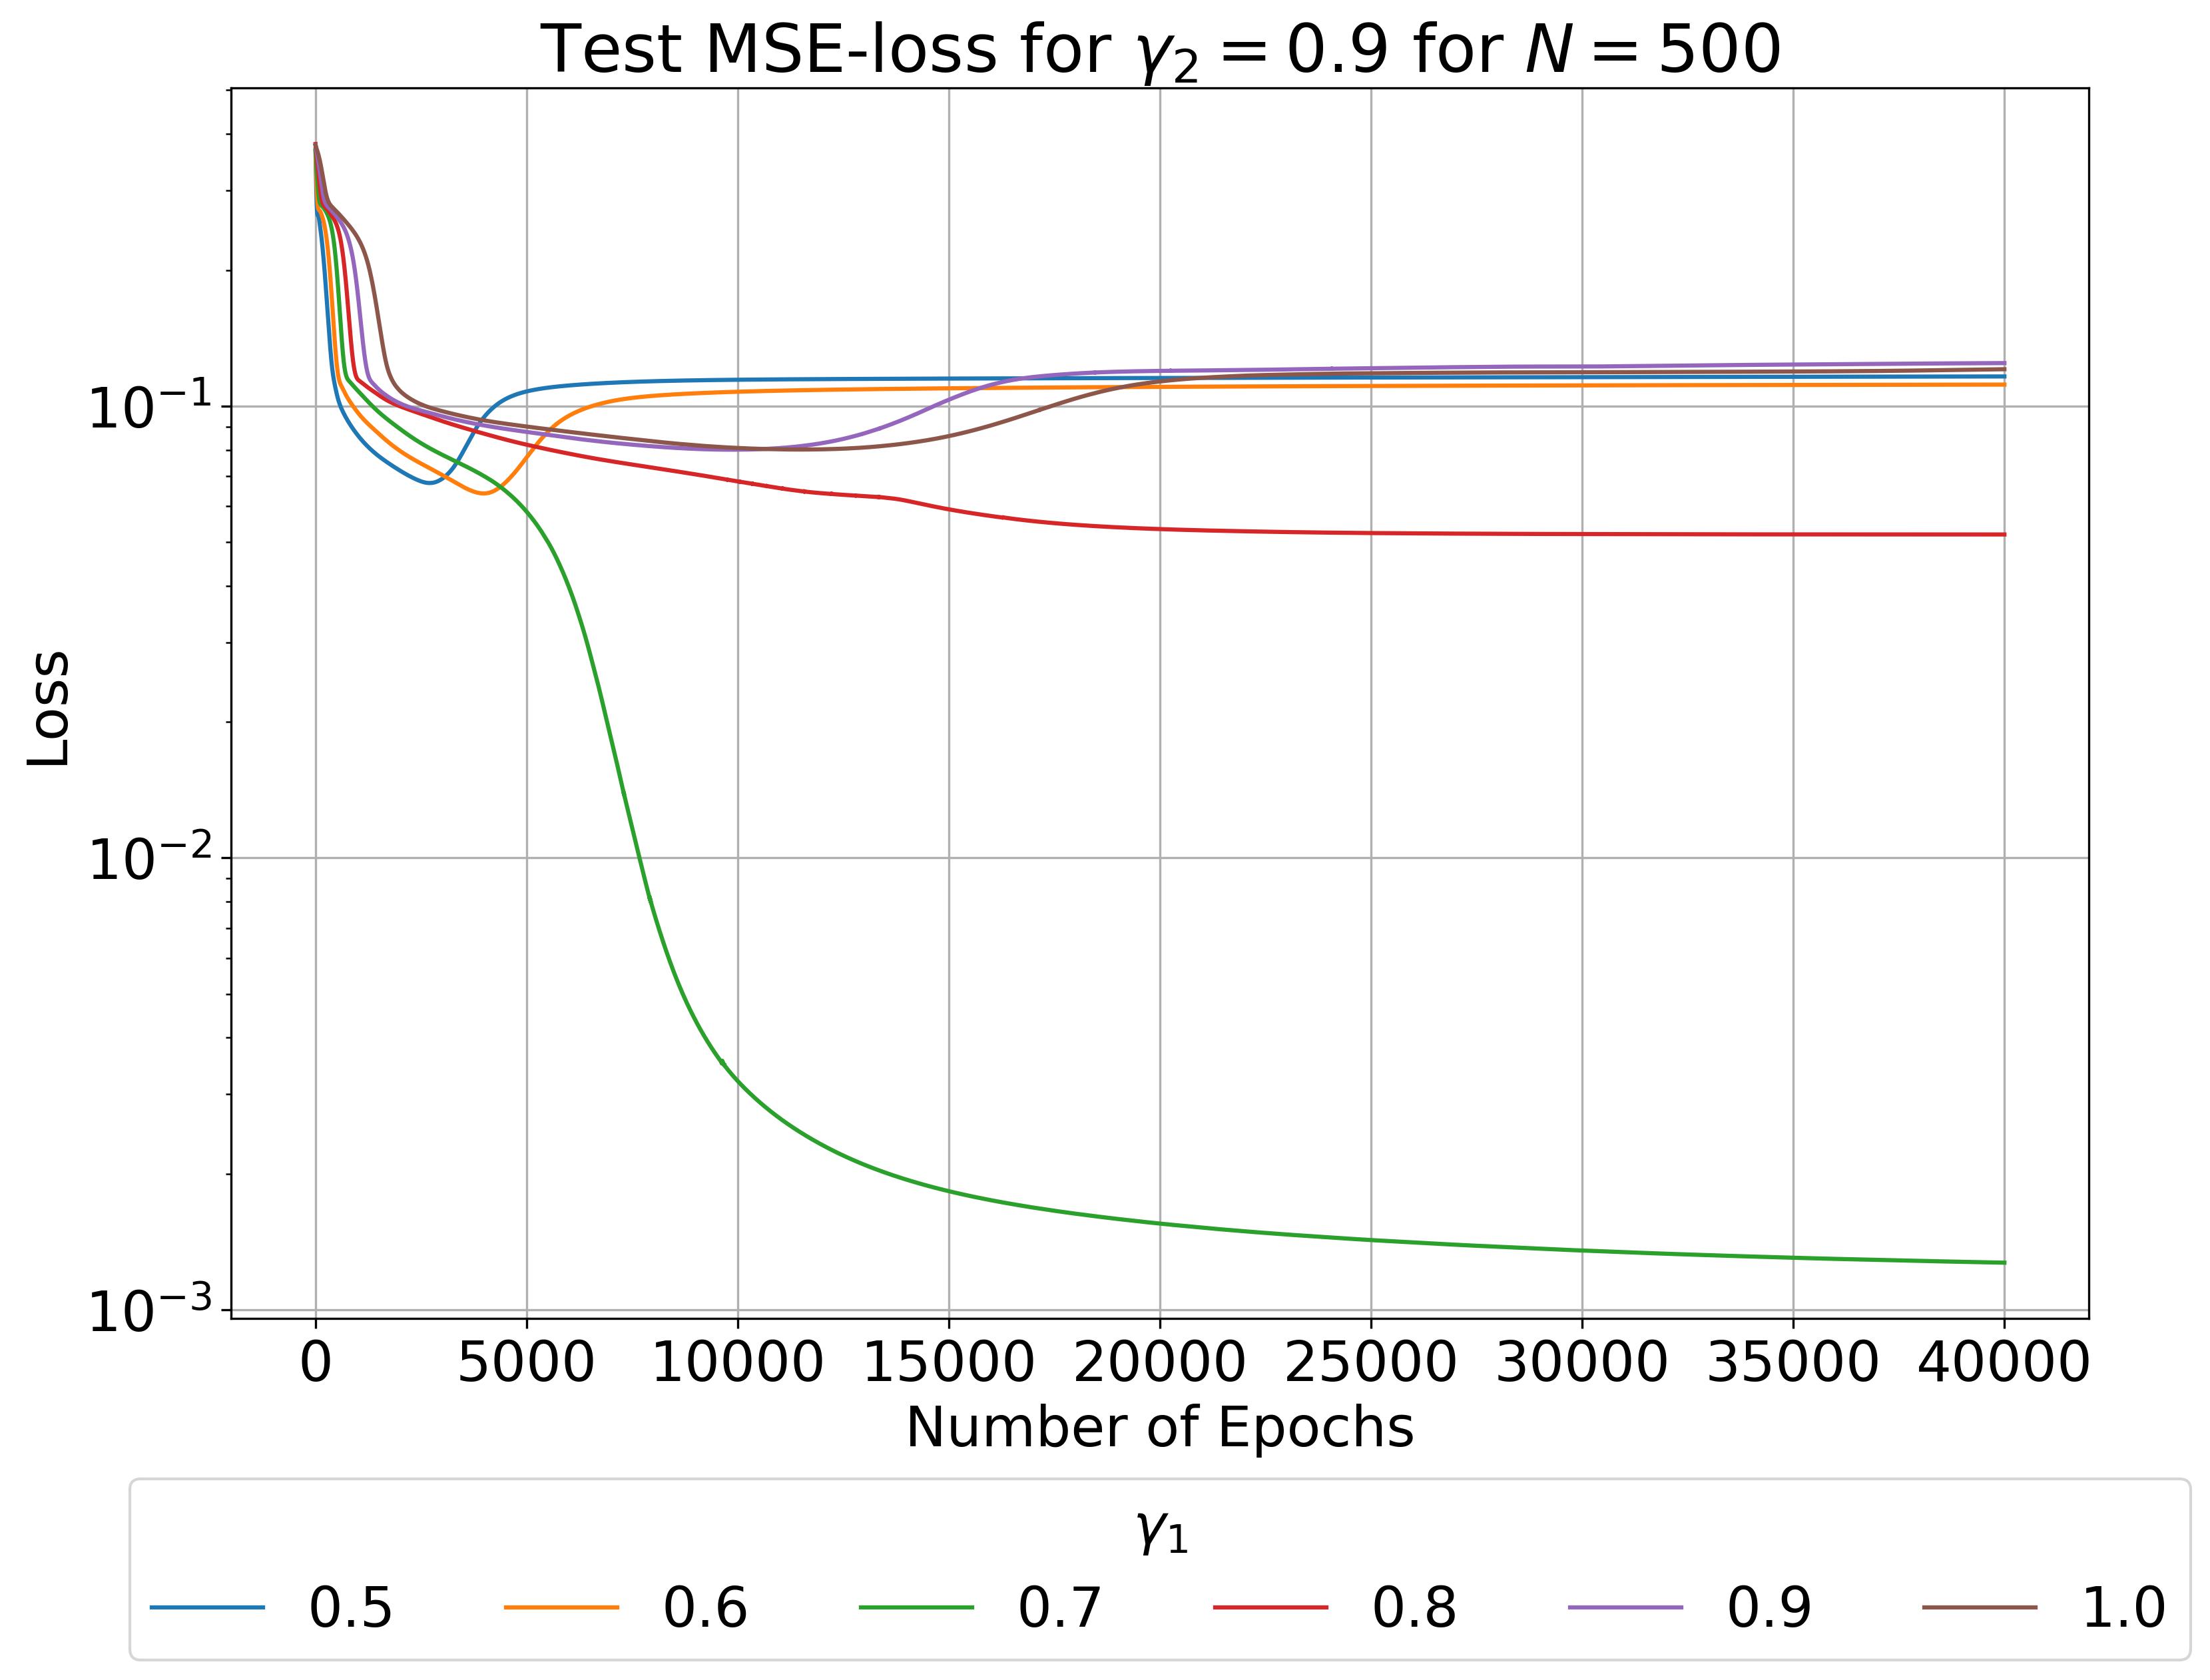 Test MSE-loss for γ₂ = 0.9 for N = 500
Loss
10⁻¹
10⁻²
10⁻³
0 5000 10000 15000 20000 25000 30000 35000 40000
Number of Epochs
γ₁
0.5 0.6 0.7 0.8 0.9 1.0